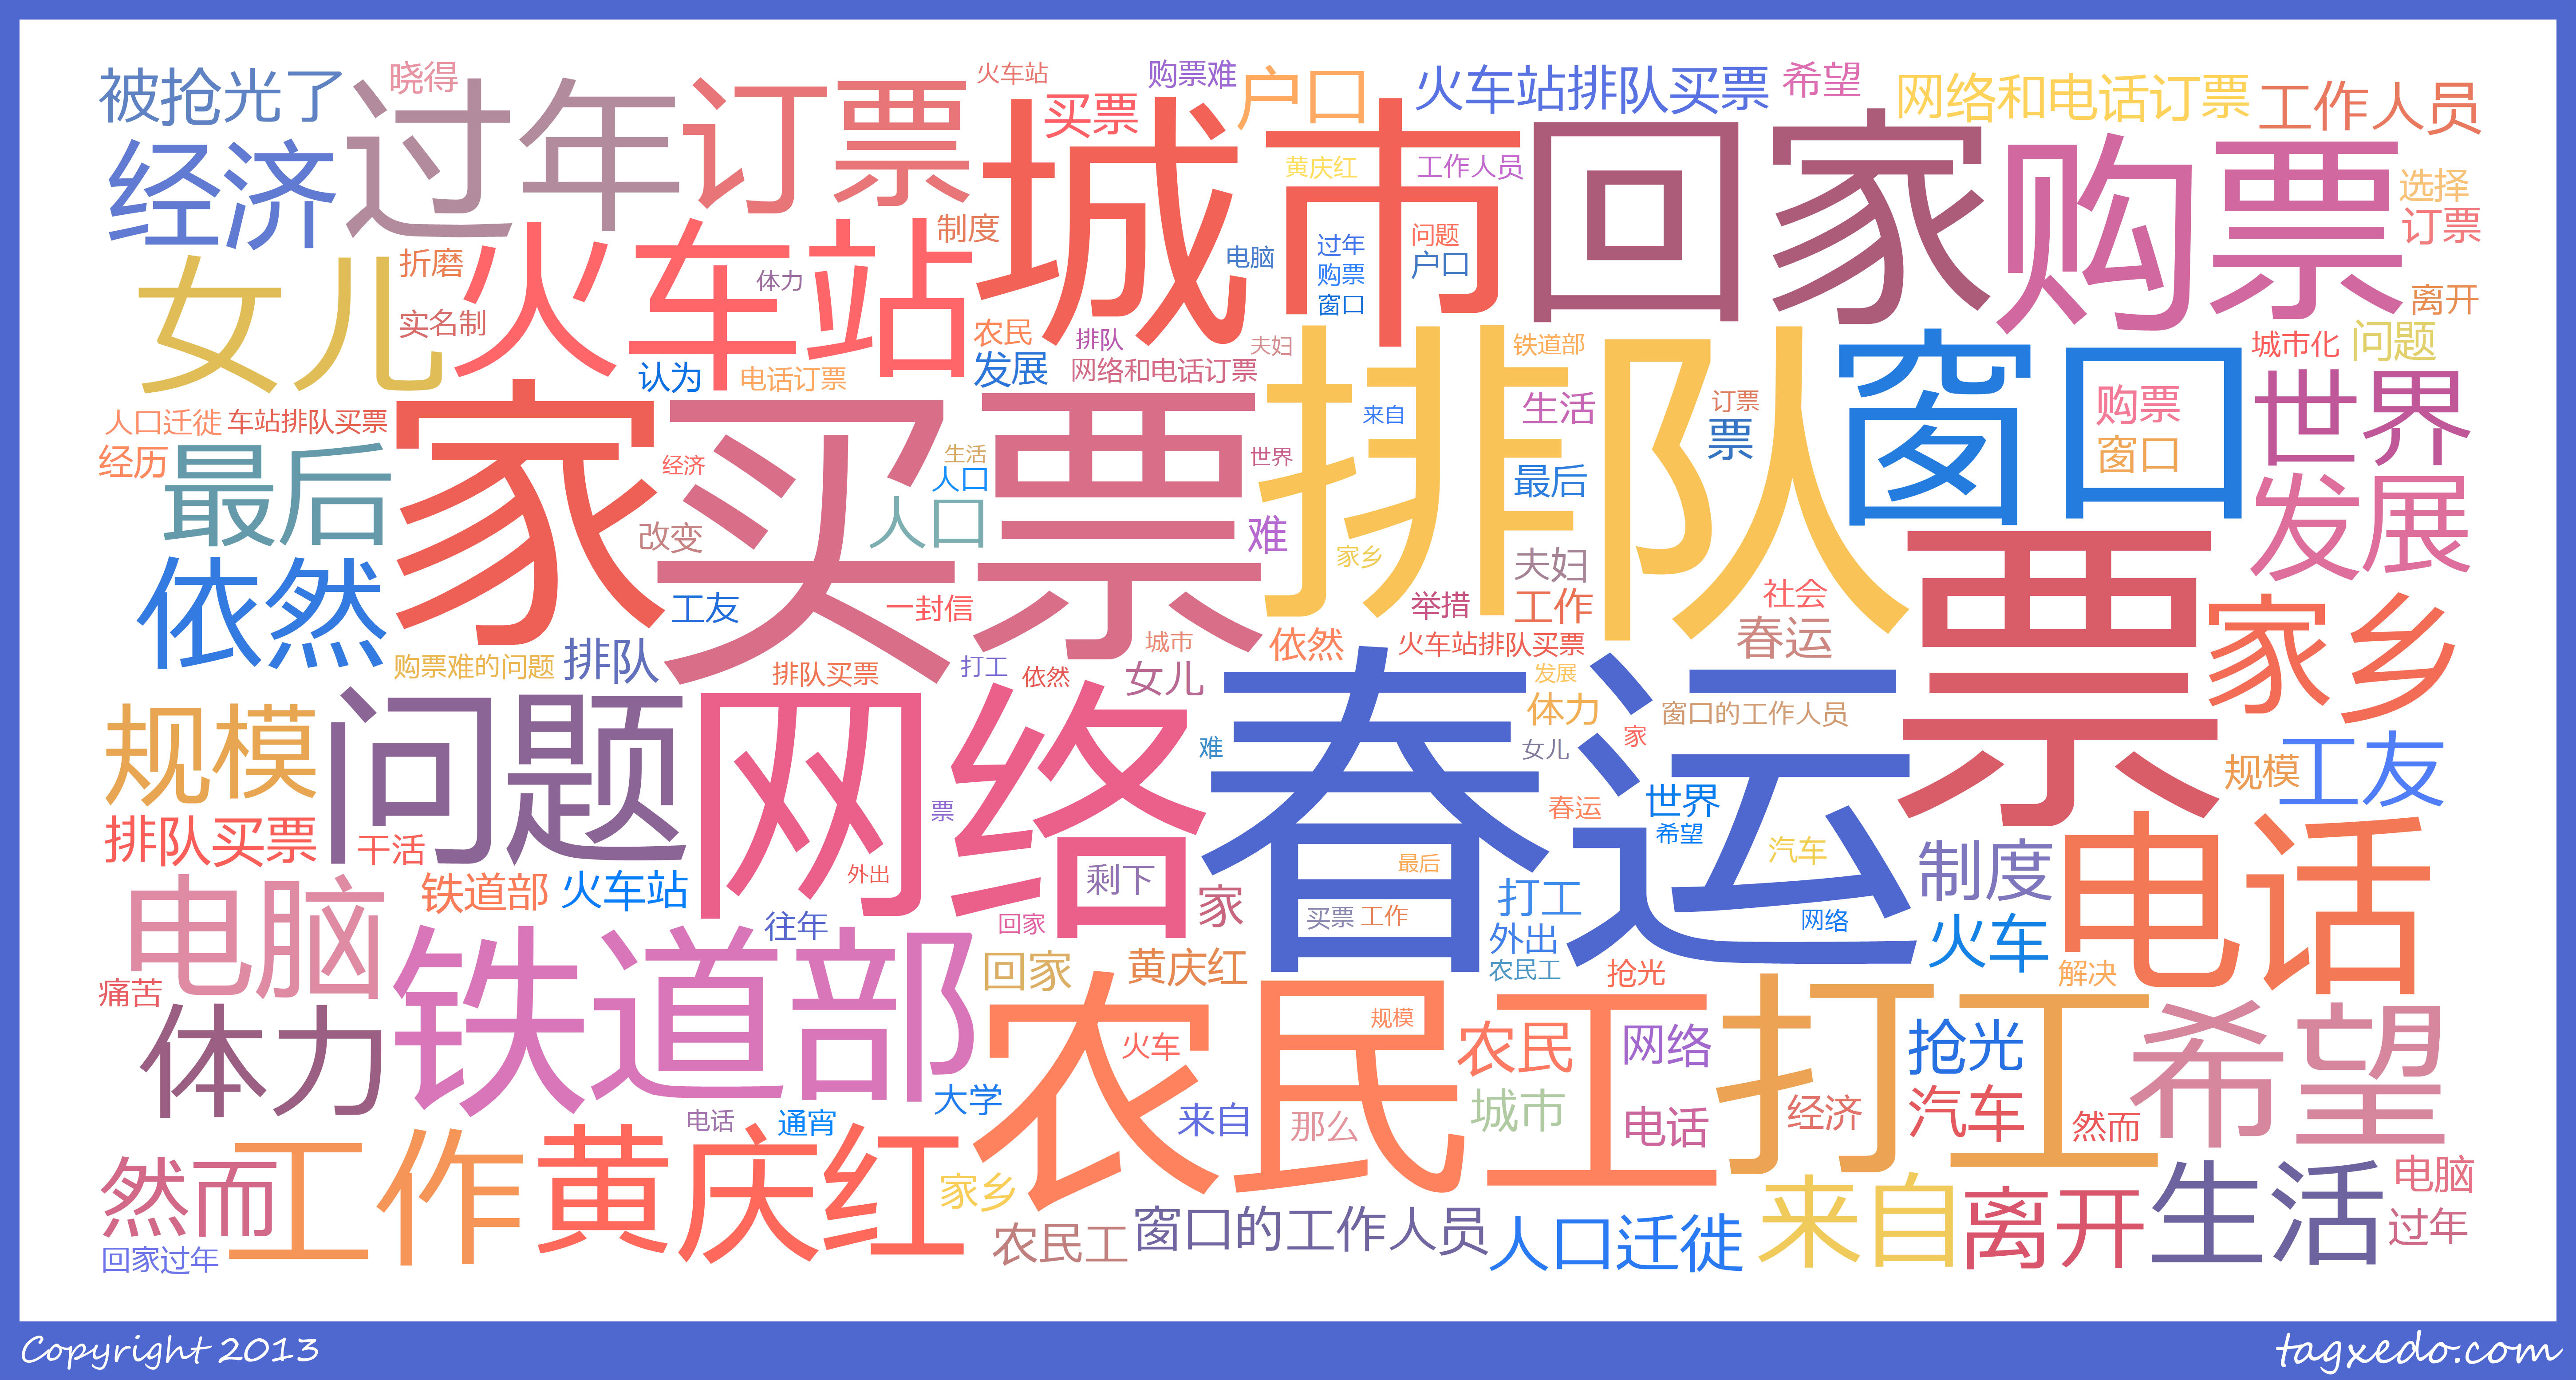 被抢光了
晓得
过年
订票
火车站
购票难
买票
户口
火车站排队买票
希望
网络和电话订票
工作人员
经济
城市
黄庆红
工作人员
回家
购票
选择
订票
女儿
折磨
实名制
火车站
体力
制度
电脑
过年
购票
窗口
问题
户口
离开
农民
发展
排队
网络和电话订票
夫妇
铁道部
城市化
问题
认为
电话订票
人口迁徙
车站排队买票
经历
最后
家
买票
经济
生活
人口
人口
世界
来自
排队
生活
订票
票
窗口
购票
窗口
世界
发展
最后
难
改变
依然
工友
一封信
家乡
夫妇
工作
举措
社会
春运
票
家乡
购票难的问题
排队
排队买票
打工
依然
城市
女儿
依然
火车站排队买票
发展
体力
窗口的工作人员
规模
问题
网络
难
春运
女儿
家
春运
世界
希望
规模
工友
排队买票
干活
票
汽车
制度
电话
电脑
铁道部
火车站
外出
剩下
家
最后
买票
工作
打工
外出
网络
火车
痛苦
往年
铁道部
回家
回家
黄庆红
农民工
抢光
解决
体力
农民工
规模
火车
农民
网络
打工
抢光
希望
电话
通宵
大学
来自
那么
城市
电话
经济
汽车
然而
然而
工作
黄庆红
家乡
农民工
窗口的工作人员
人口迁徙
来自
离开
生活
电脑
过年
回家过年
Copyright 2013
tagxedo.com